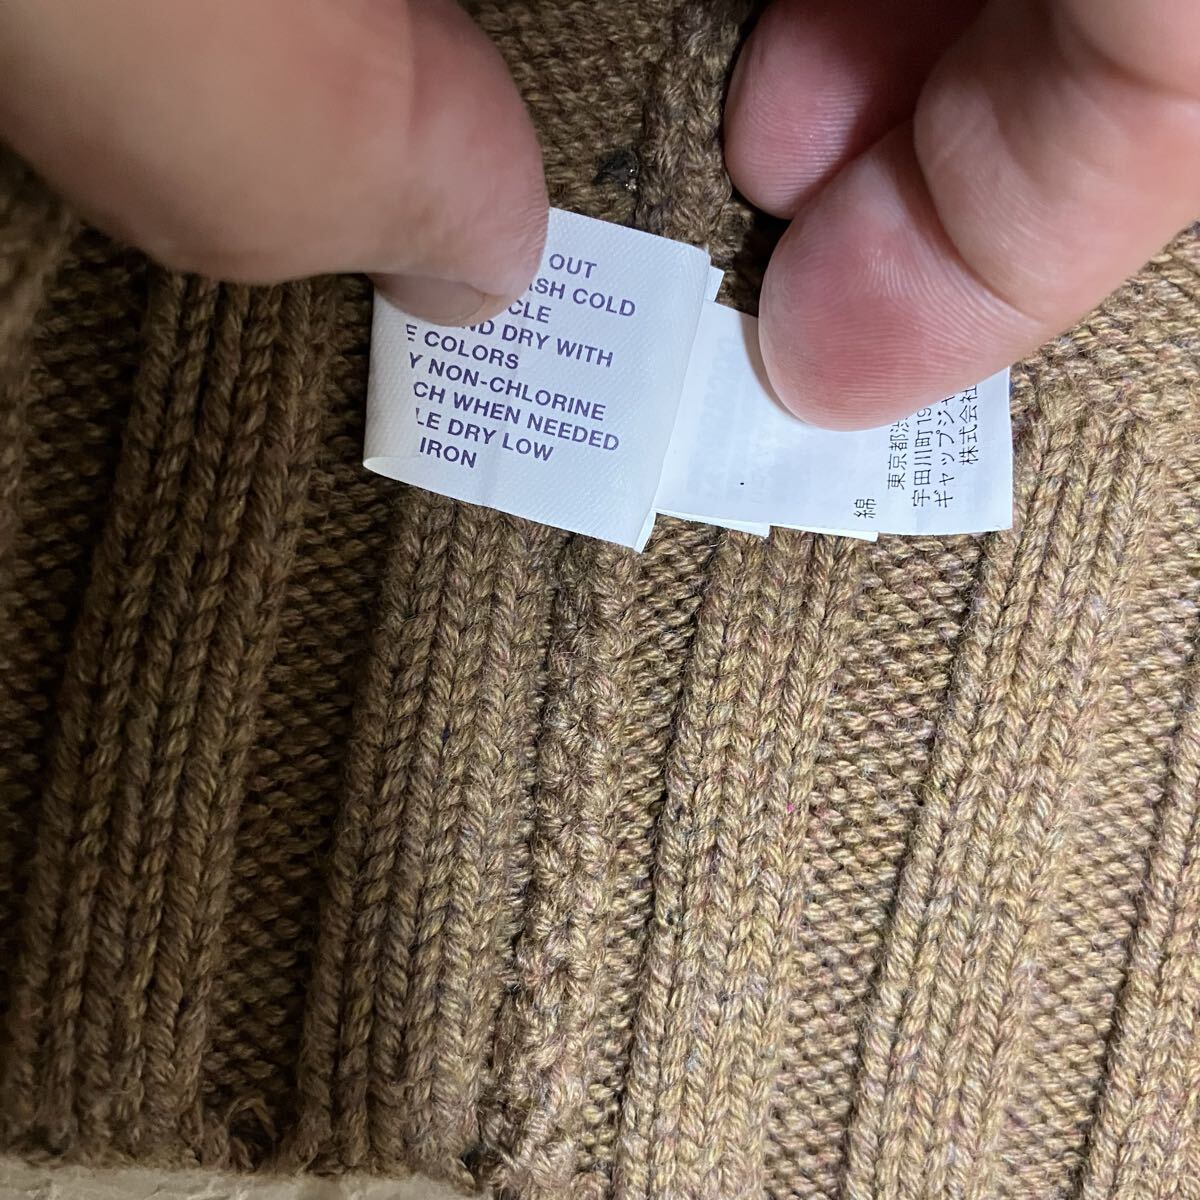 OUT
ASH COLD
CLE
ND DRY WITH
E COLORS
Y NON-CHLORINE
CH WHEN NEEDED
LE DRY LOW
IRON
綿
東京都渋
宇田川町19
ギャップジャ
株式会社